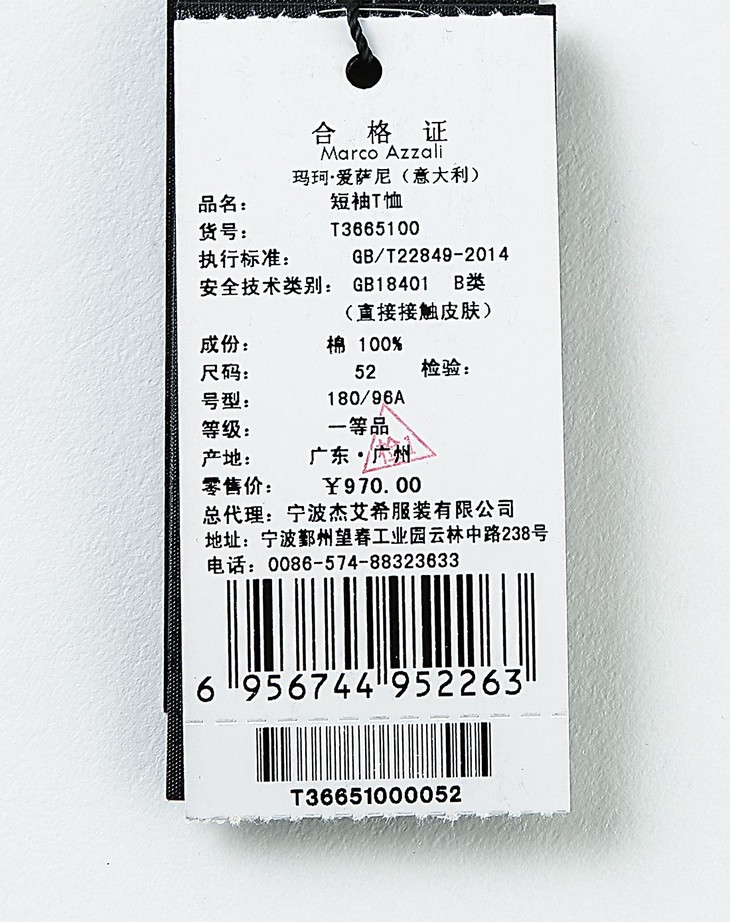 合 格 证
Marco Azzali
玛珂·爱萨尼（意大利）
品名： 短袖T恤
货号： T3665100
执行标准： GB/T22849-2014
安全技术类别： GB18401 B类
（直接接触皮肤）
成份： 棉 100%
尺码： 52 检验：
号型： 180/96A
等级： 一等品
产地： 广东·广州
检1
零售价： ￥970.00
总代理： 宁波杰艾希服装有限公司
地址： 宁波鄞州望春工业园云林中路238号
电话： 0086-574-88323633
6 956744 952263
T36651000052